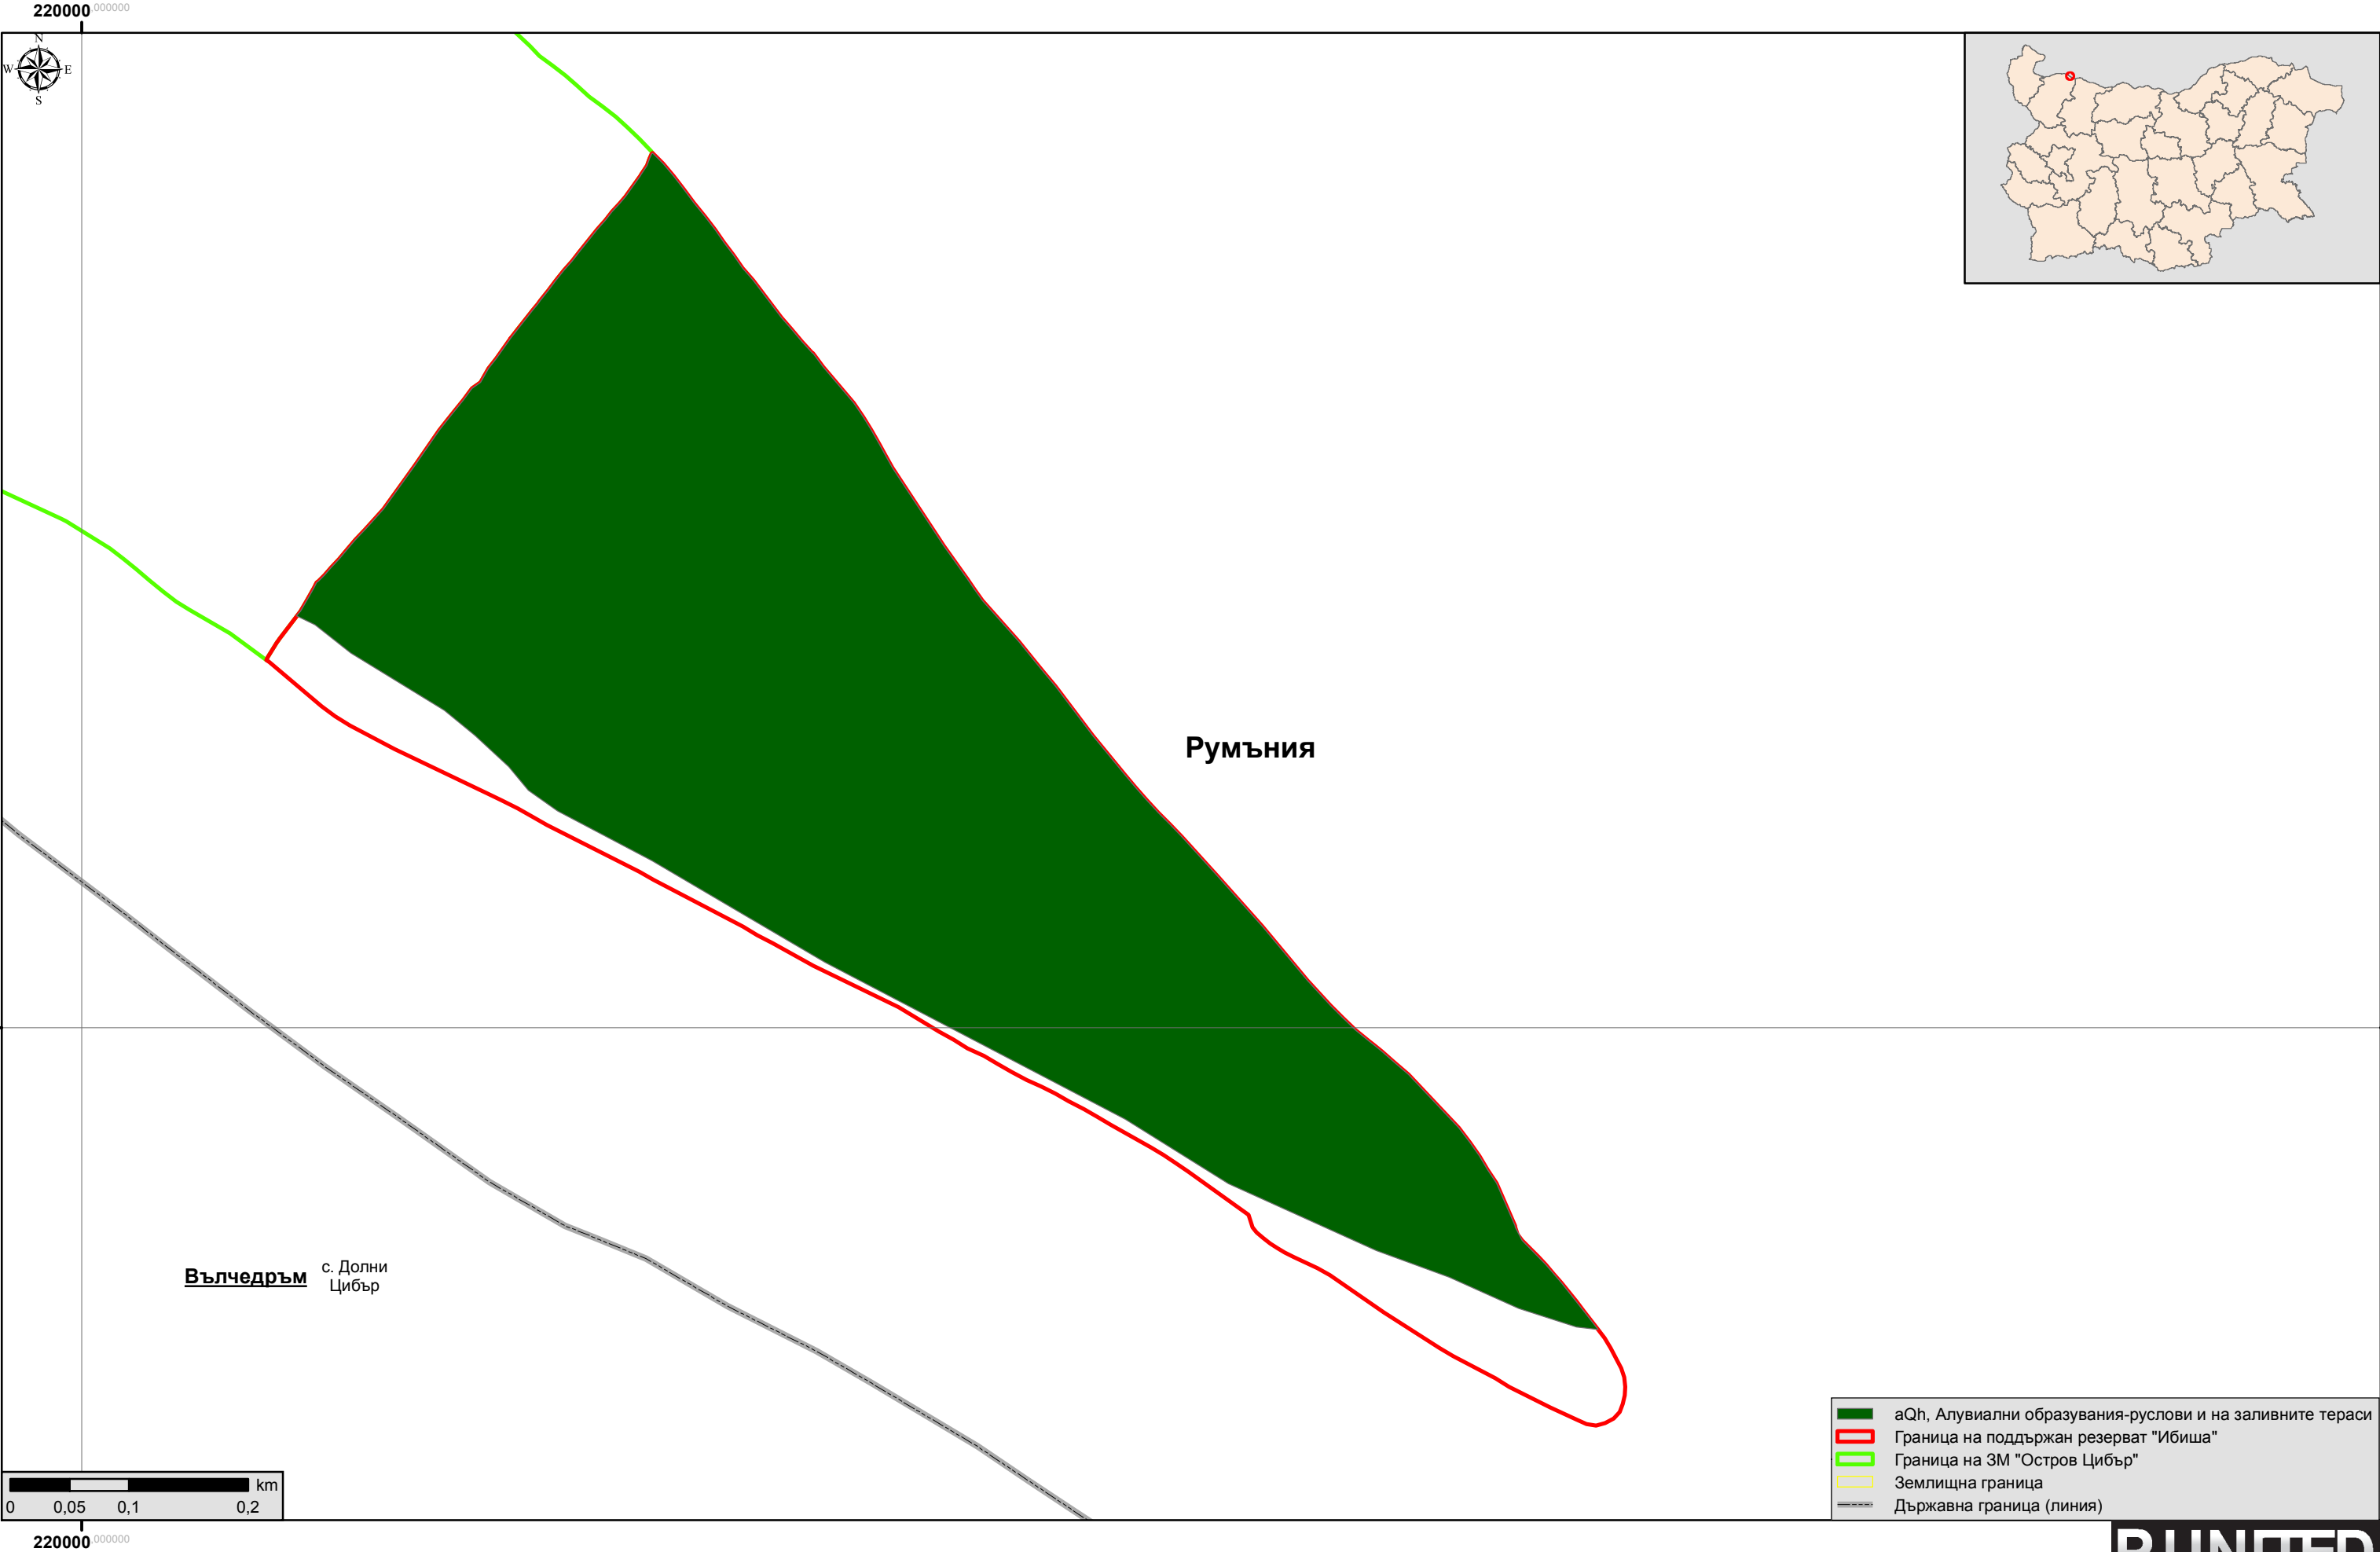 220000.000000
N
W E
S
Румъния
Вълчедръм
с. Долни
Цибър
aQh, Алувиални образувания-руслови и на заливните тераси
Граница на поддържан резерват "Ибиша"
Граница на ЗМ "Остров Цибър"
Землищна граница
Държавна граница (линия)
km
0 0,05 0,1 0,2
220000.000000